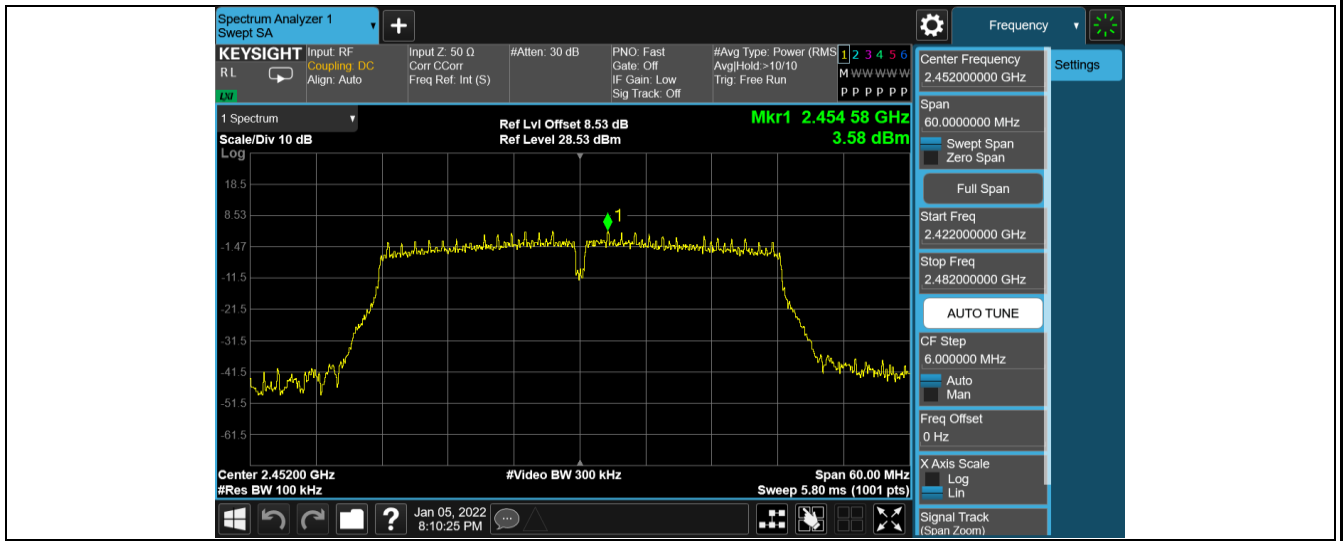 Spectrum Analyzer 1
Swept SA
+
Frequency
KEYSIGHT
R L
LXI
Input: RF
Coupling: DC
Align: Auto
Input Z: 50 Ω
Corr CCorr
Freq Ref: Int (S)
#Atten: 30 dB
PNO: Fast
Gate: Off
IF Gain: Low
Sig Track: Off
#Avg Type: Power (RMS
Avg|Hold:>10/10
Trig: Free Run
1 2 3 4 5 6
M W W W W W
P P P P P P
1 Spectrum
Scale/Div 10 dB
Ref Lvl Offset 8.53 dB
Ref Level 28.53 dBm
Mkr1 2.454 58 GHz
3.58 dBm
Log
18.5
8.53
-1.47
-11.5
-21.5
-31.5
-41.5
-51.5
-61.5
1
Center 2.45200 GHz
#Res BW 100 kHz
#Video BW 300 kHz
Span 60.00 MHz
Sweep 5.80 ms (1001 pts)
Center Frequency
2.452000000 GHz
Span
60.0000000 MHz
Swept Span
Zero Span
Full Span
Start Freq
2.422000000 GHz
Stop Freq
2.482000000 GHz
AUTO TUNE
CF Step
6.000000 MHz
Auto
Man
Freq Offset
0 Hz
X Axis Scale
Log
Lin
Signal Track
(Span Zoom)
Settings
?
Jan 05, 2022
8:10:25 PM